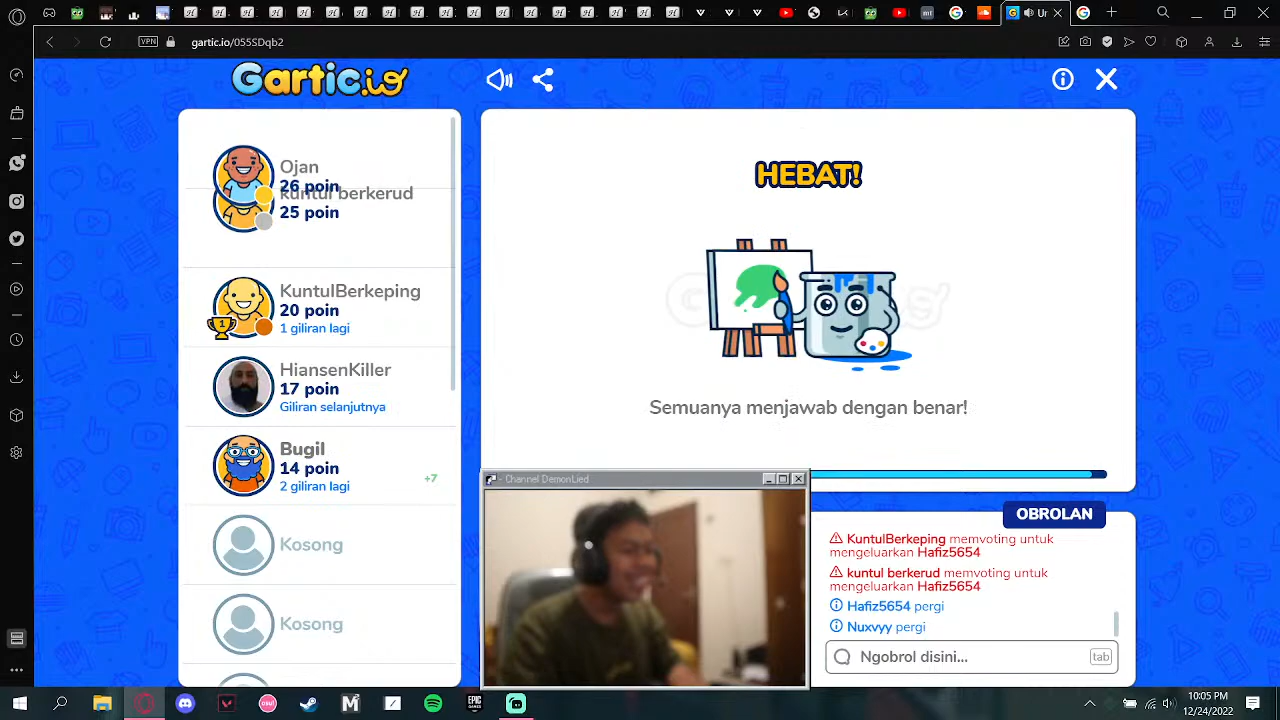 VPN
gartic.io/055SDqb2
Gartic.io
Ojan
26 poin
kuntul berkerud
25 poin
KuntulBerkeping
20 poin
1 giliran lagi
HiansenKiller
17 poin
Giliran selanjutnya
Bugil
14 poin
2 giliran lagi
+7
Kosong
Kosong
HEBAT!
Semuanya menjawab dengan benar!
- Channel DemonLied
OBROLAN
KuntulBerkeping memvoting untuk
mengeluarkan Hafiz5654
kuntul berkerud memvoting untuk
mengeluarkan Hafiz5654
Hafiz5654 pergi
Nuxvyy pergi
Ngobrol disini...
tab
10:05 PM
12/24/2022